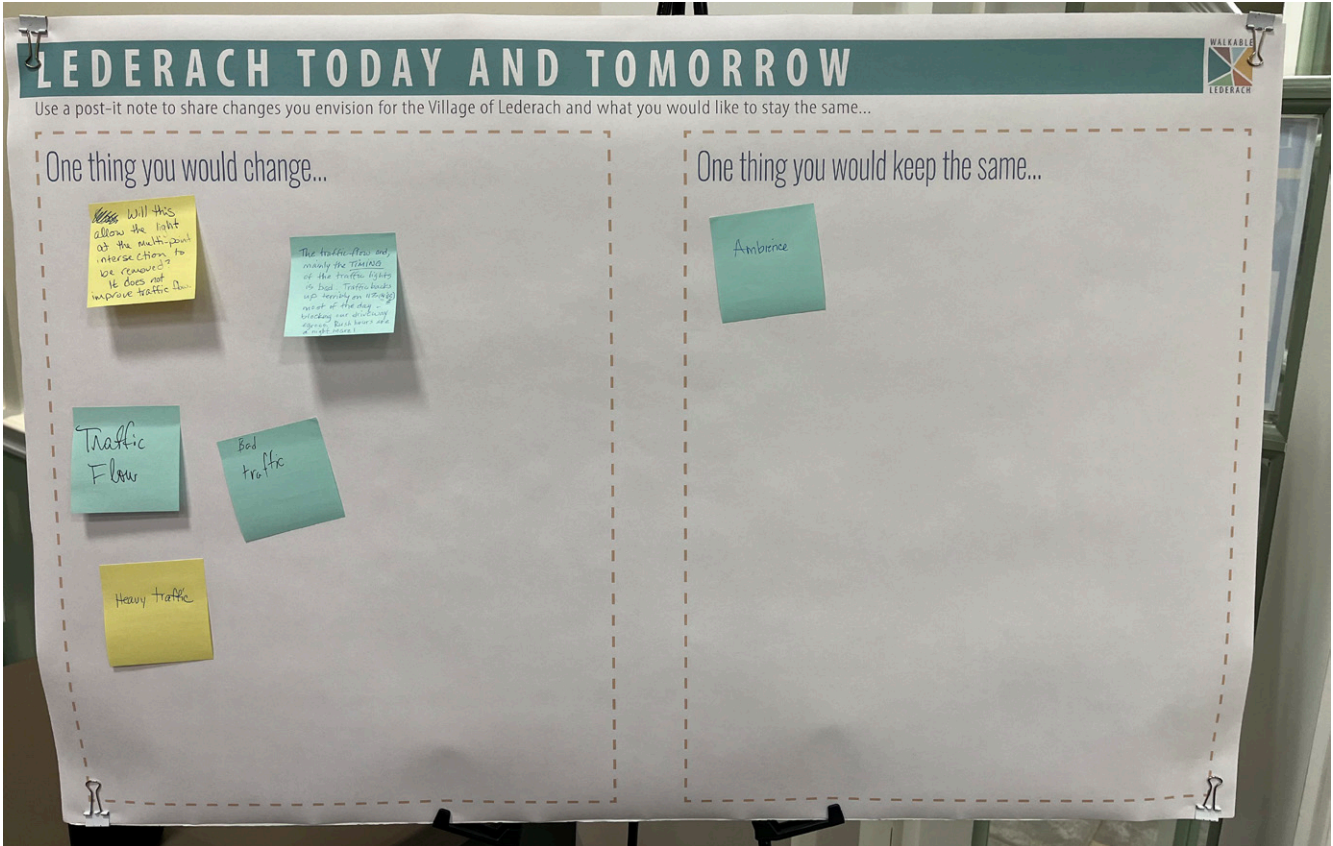 LEDERACH TODAY AND TOMORROW
WALKABLE
LEDERACH
Use a post-it note to share changes you envision for the Village of Lederach and what you would like to stay the same...
One thing you would change...
Will this
allow the light
at the multi-point
intersection to
be removed?
It does not
improve traffic flow
The traffic flow and,
mainly the TIMING
of the traffic lights
is bad. Traffic backs
up terribly on
most of the day -
blocking our driveway
Rush hours are
a nightmare!
Traffic
Flow
Bad
traffic
Heavy traffic
One thing you would keep the same...
Ambience